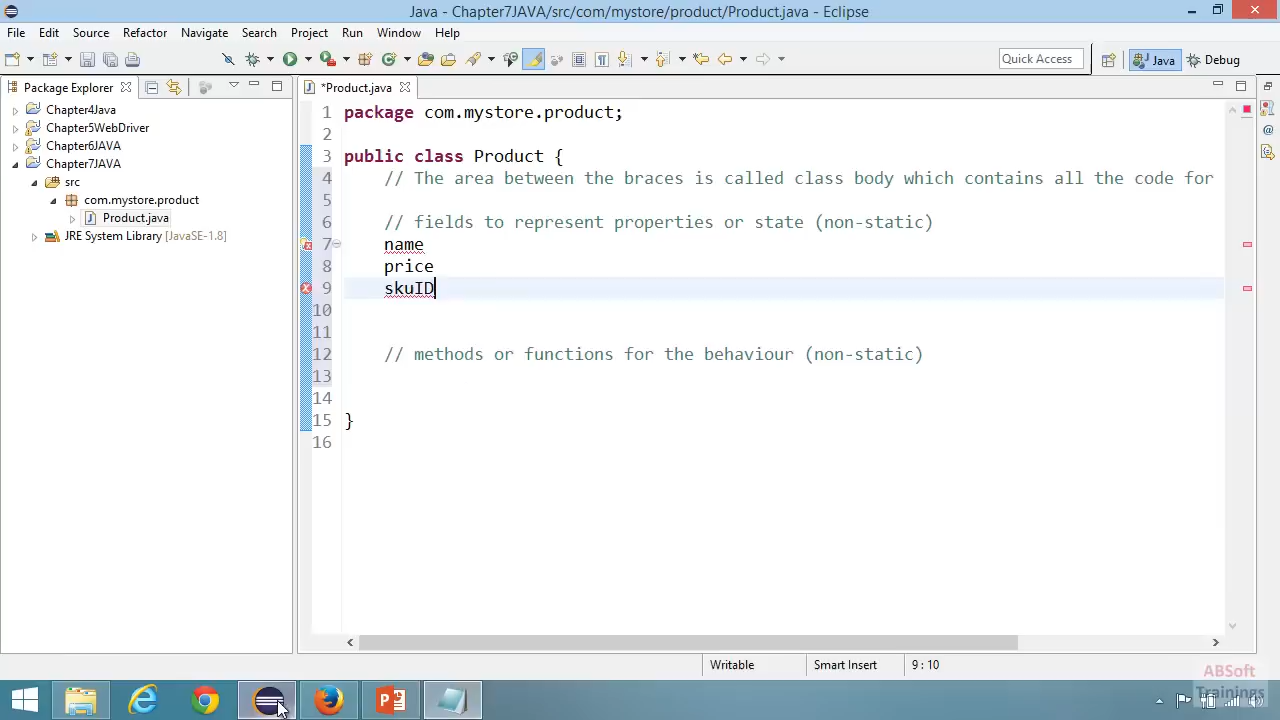 Java - Chapter7JAVA/src/com/mystore/product/Product.java - Eclipse
File Edit Source Refactor Navigate Search Project Run Window Help
Quick Access
Java
Debug
Package Explorer
Chapter4Java
Chapter5WebDriver
Chapter6JAVA
Chapter7JAVA
src
com.mystore.product
Product.java
JRE System Library [JavaSE-1.8]
*Product.java
1 package com.mystore.product;
2
3 public class Product {
4 // The area between the braces is called class body which contains all the code for
5
6 // fields to represent properties or state (non-static)
7 name
8 price
9 skuID
10
11
12 // methods or functions for the behaviour (non-static)
13
14
15 }
16
Writable Smart Insert 9 : 10
ABSoft
Trainings